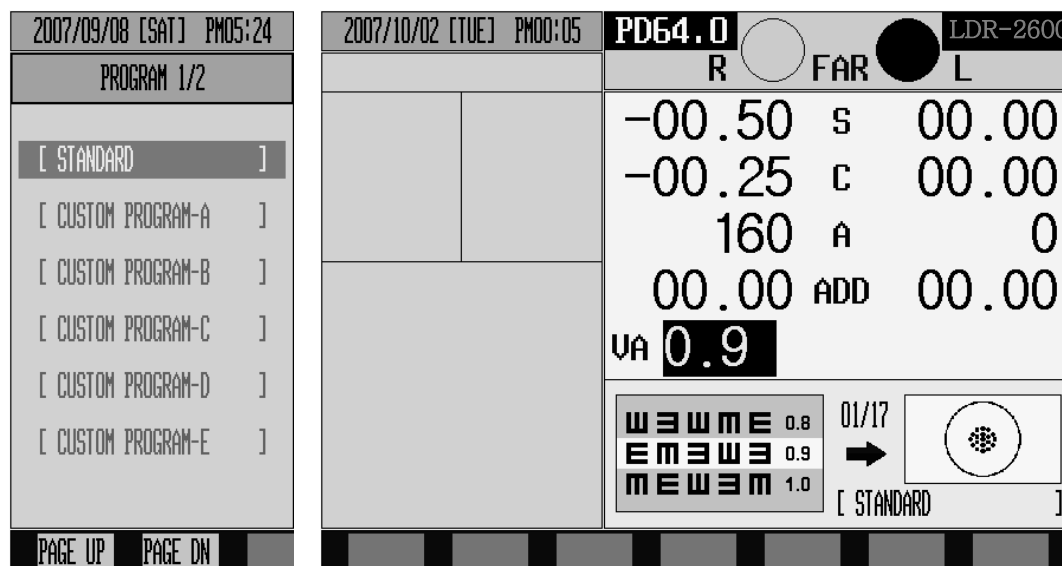 2007/09/08 [SAT] PM05:24
PROGRAM 1/2
[ STANDARD ]
[ CUSTOM PROGRAM-A ]
[ CUSTOM PROGRAM-B ]
[ CUSTOM PROGRAM-C ]
[ CUSTOM PROGRAM-D ]
[ CUSTOM PROGRAM-E ]
PAGE UP PAGE DN
2007/10/02 [TUE] PM00:05
PD64.0 LDR-2600
R FAR L
-00.50 S 00.00
-00.25 C 00.00
160 A 0
00.00 ADD 00.00
VA 0.9
0.8
0.9
1.0
01/17
[ STANDARD ]